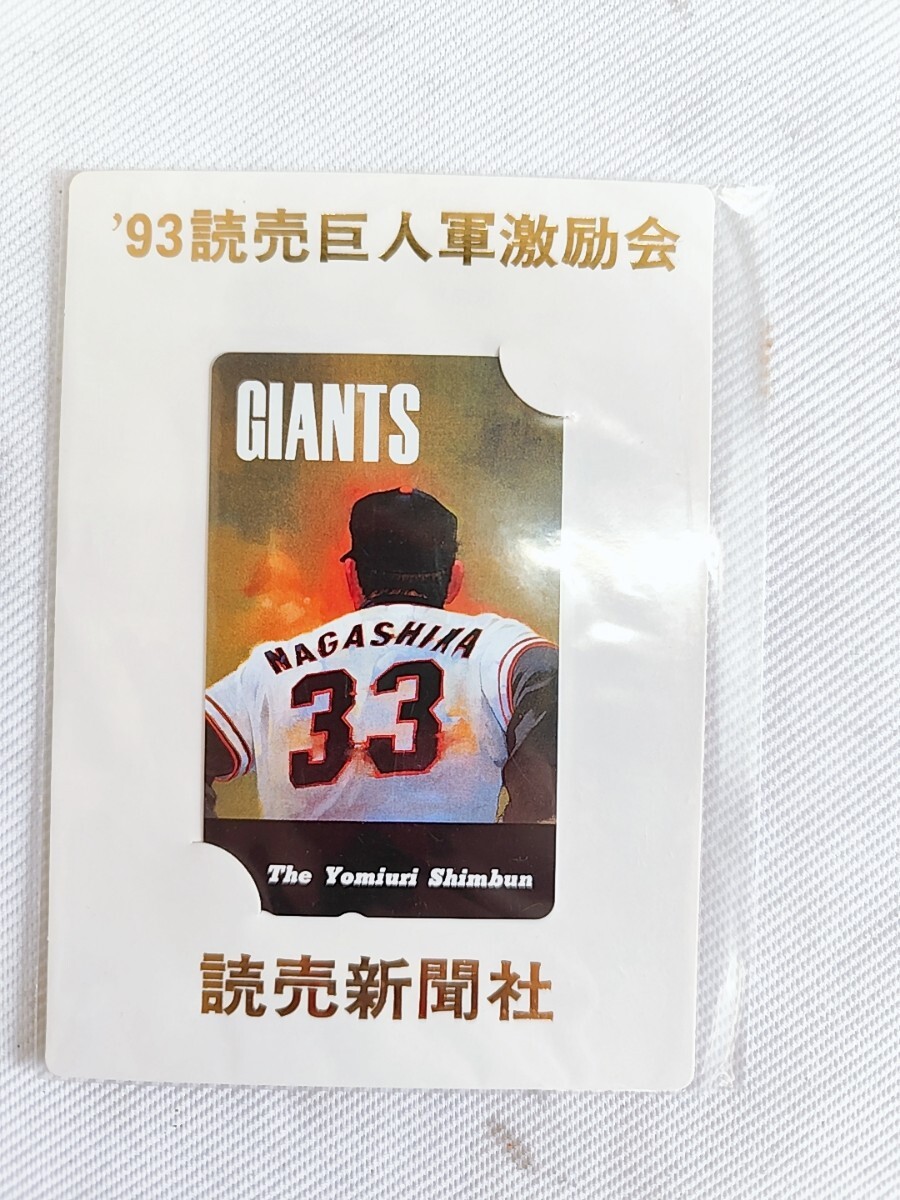 ’93読売巨人軍激励会
GIANTS
NAGASHIMA
33
The Yomiuri Shimbun
読売新聞社